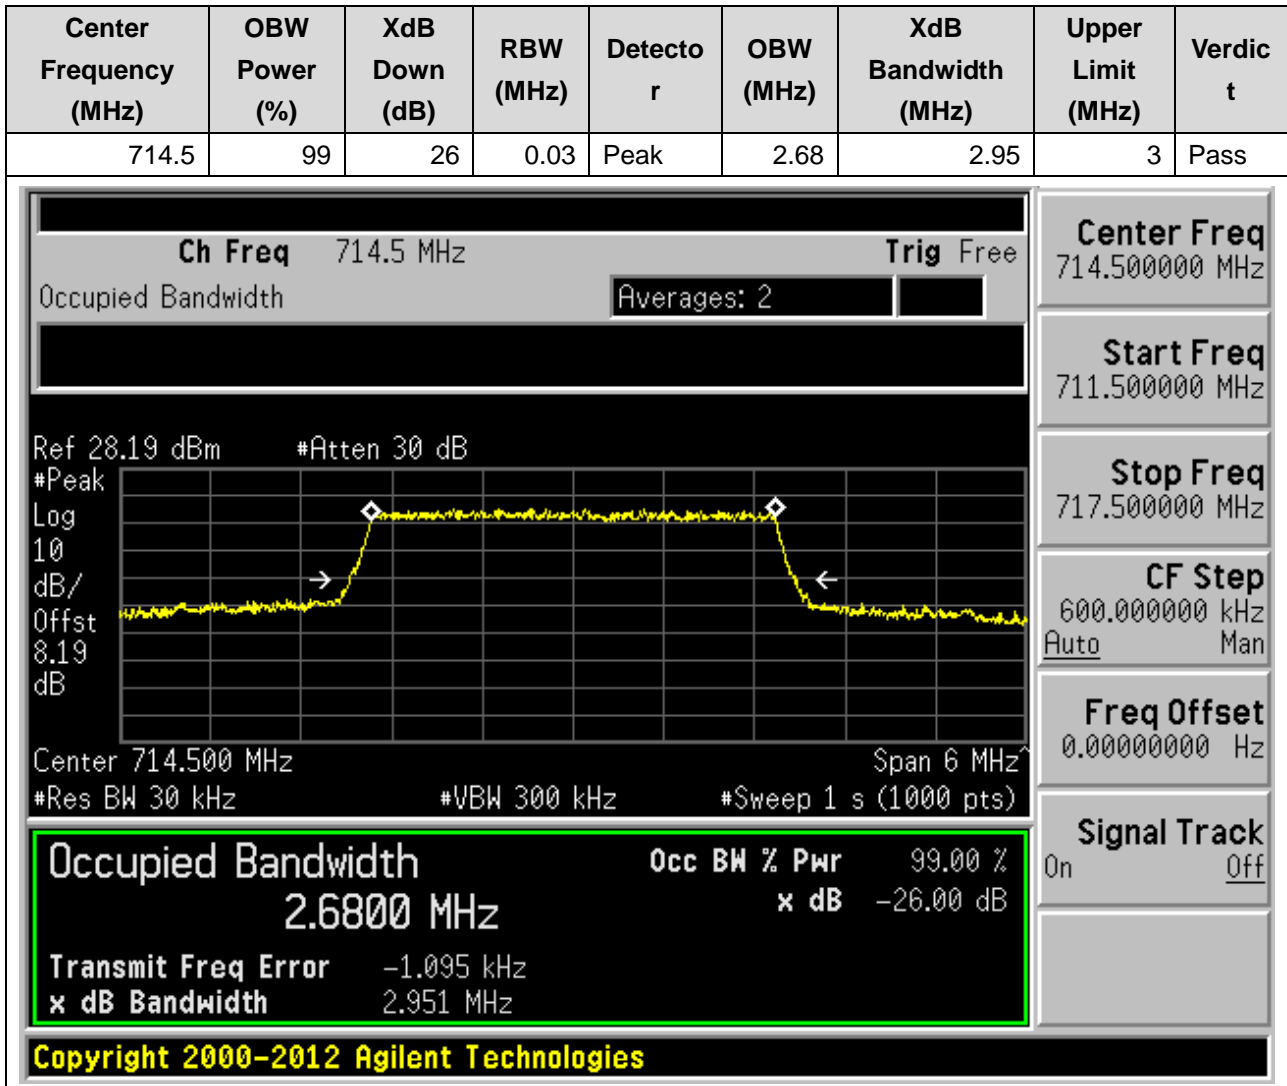 Center Frequency (MHz) OBW Power (%) XdB Down (dB) RBW (MHz) Detecto r OBW (MHz) XdB Bandwidth (MHz) Upper Limit (MHz) Verdic t
714.5 99 26 0.03 Peak 2.68 2.95 3 Pass
Ch Freq 714.5 MHz Trig Free
Occupied Bandwidth Averages: 2
Ref 28.19 dBm #Atten 30 dB
#Peak
Log
10
dB/
Offst
8.19
dB
Center 714.500 MHz Span 6 MHz^
#Res BW 30 kHz #VBW 300 kHz #Sweep 1 s (1000 pts)
Occupied Bandwidth Occ BW % Pwr 99.00 %
2.6800 MHz x dB -26.00 dB
Transmit Freq Error -1.095 kHz
x dB Bandwidth 2.951 MHz
Copyright 2000-2012 Agilent Technologies
Center Freq
714.500000 MHz
Start Freq
711.500000 MHz
Stop Freq
717.500000 MHz
CF Step
600.000000 kHz
Auto Man
Freq Offset
0.00000000 Hz
Signal Track
On Off